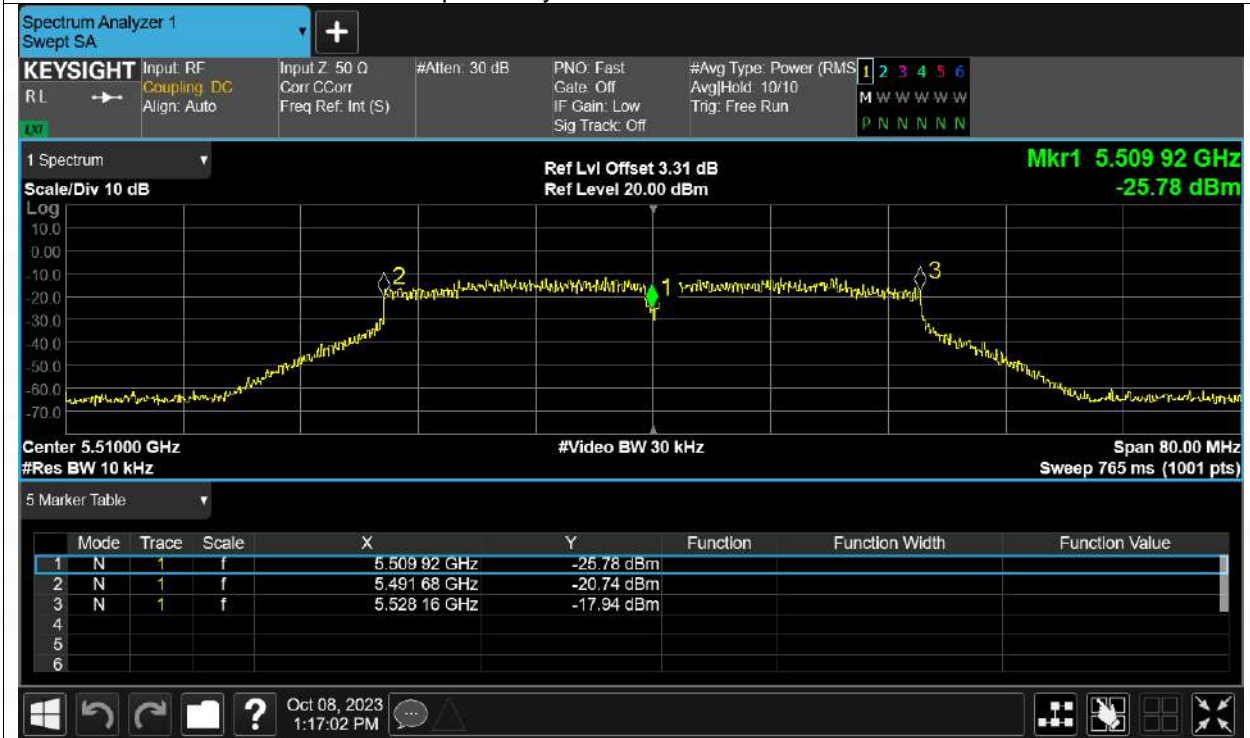 Spectrum Analyzer 1
Swept SA
+
KEYSIGHT Input: RF Input Z: 50 Ω #Atten: 30 dB PNO: Fast #Avg Type: Power (RMS 1 2 3 4 5 6
RL Coupling: DC Corr CCorr Gate: Off Avg|Hold: 10/10 M W W W W W
Align: Auto Freq Ref: Int (S) IF Gain: Low Trig: Free Run
LXI Sig Track: Off P N N N N N
1 Spectrum Ref Lvl Offset 3.31 dB Mkr1 5.509 92 GHz
Scale/Div 10 dB Ref Level 20.00 dBm -25.78 dBm
Log
10.0
0.00
-10.0
2 3
-20.0
1
-30.0
-40.0
-50.0
-60.0
-70.0
Center 5.51000 GHz #Video BW 30 kHz Span 80.00 MHz
#Res BW 10 kHz Sweep 765 ms (1001 pts)
5 Marker Table
Mode Trace Scale X Y Function Function Width Function Value
1 N 1 f 5.509 92 GHz -25.78 dBm
2 N 1 f 5.491 68 GHz -20.74 dBm
3 N 1 f 5.528 16 GHz -17.94 dBm
4
5
6
? Oct 08, 2023
1:17:02 PM